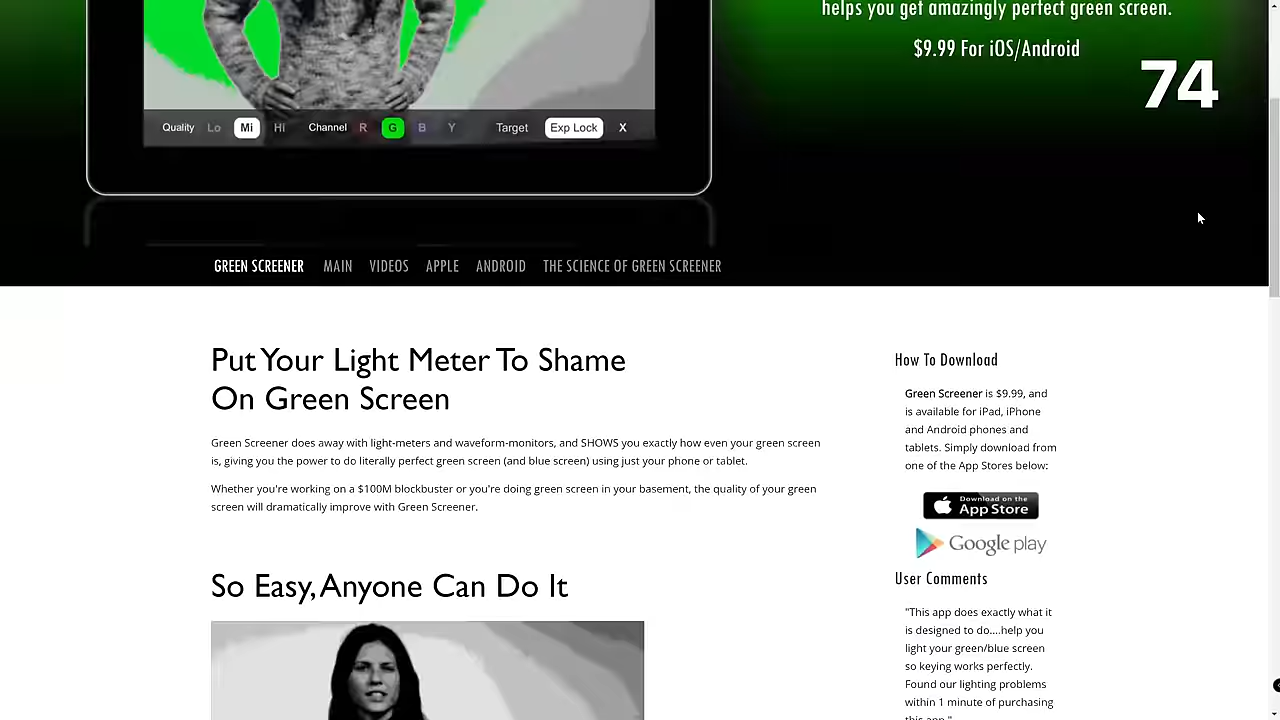 helps you get amazingly perfect green screen.
$9.99 For iOS/Android
74
Quality Lo Mi HI Channel R G B Y Target Exp Lock X
GREEN SCREENER MAIN VIDEOS APPLE ANDROID THE SCIENCE OF GREEN SCREENER
Put Your Light Meter To Shame
On Green Screen
Green Screener does away with light-meters and waveform-monitors, and SHOWS you exactly how even your green screen
is, giving you the power to do literally perfect green screen (and blue screen) using just your phone or tablet.
Whether you're working on a $100M blockbuster or you're doing green screen in your basement, the quality of your green
screen will dramatically improve with Green Screener.
So Easy, Anyone Can Do It
How To Download
Green Screener is $9.99, and
is available for iPad, iPhone
and Android phones and
tablets. Simply download from
one of the App Stores below:
Download on the
App Store
Google play
User Comments
"This app does exactly what it
is designed to do....help you
light your green/blue screen
so keying works perfectly.
Found our lighting problems
within 1 minute of purchasing
this app."